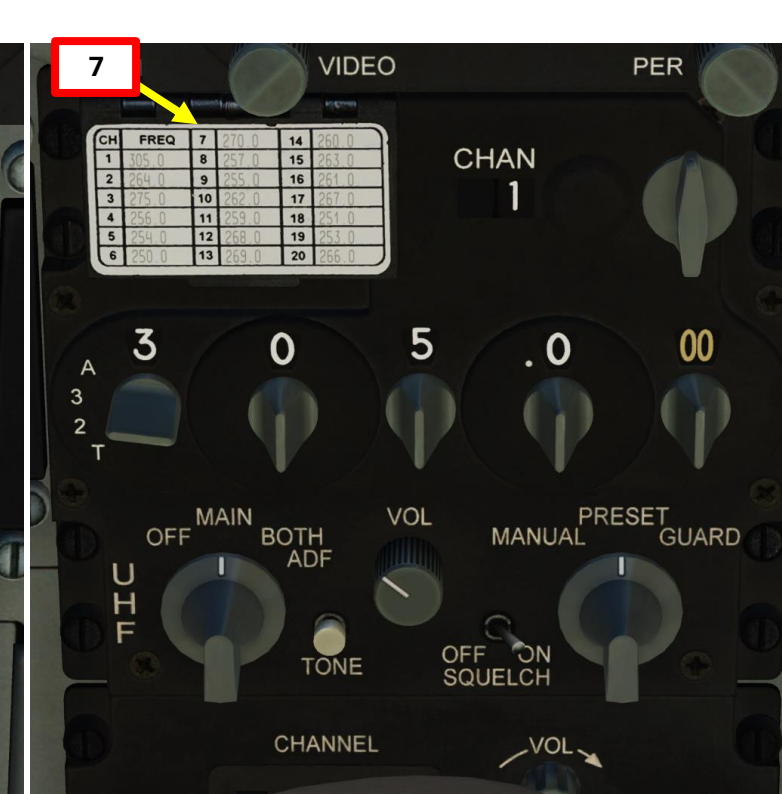 7
VIDEO
PER
CH FREQ 7 270.0 14 260.0
1 305.0 8 257.0 15 263.0
2 264.0 9 255.0 16 261.0
3 275.0 10 262.0 17 267.0
4 256.0 11 259.0 18 251.0
5 254.0 12 268.0 19 253.0
6 250.0 13 269.0 20 266.0
CHAN
1
3 0 5 .0 00
A
3
2
T
OFF MAIN BOTH ADF
VOL
MANUAL PRESET GUARD
UHF
TONE
OFF ON
SQUELCH
CHANNEL
VOL